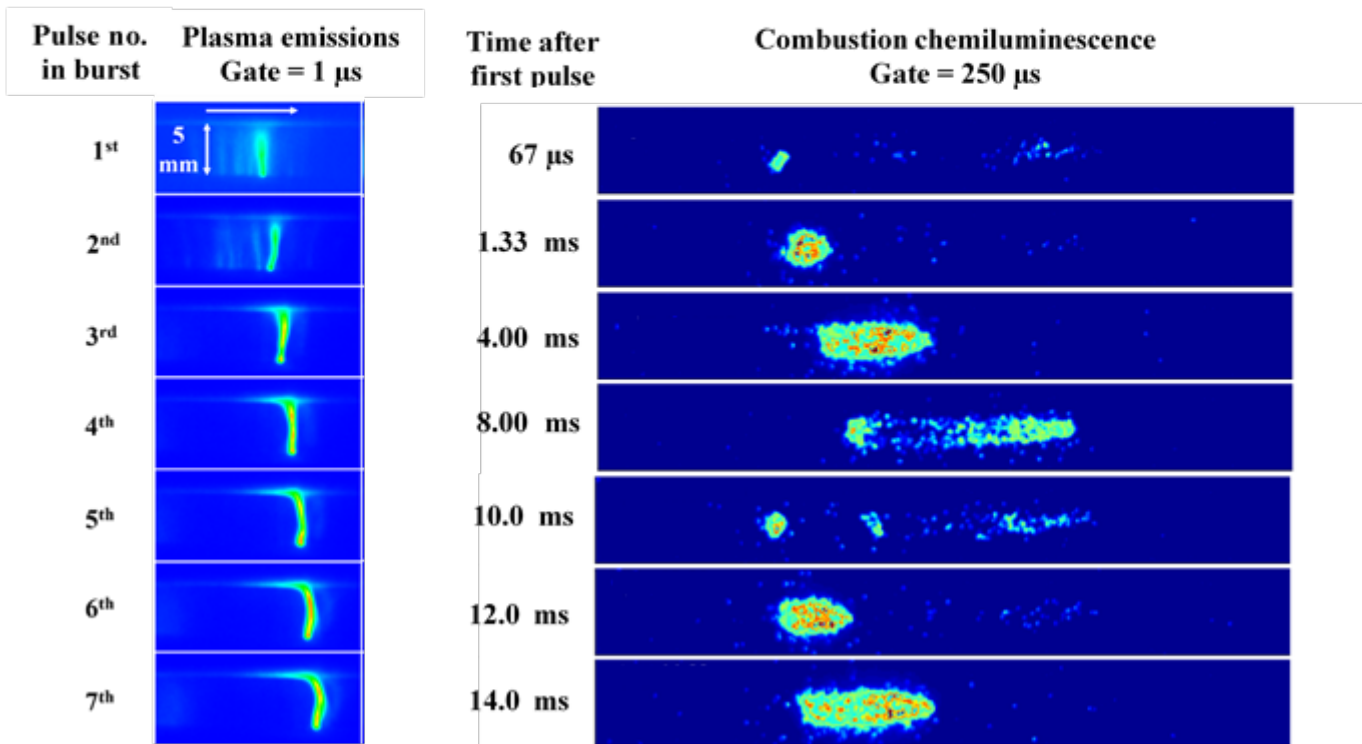 Pulse no.
in burst
Plasma emissions
Gate = 1 μs
Time after
first pulse
Combustion chemiluminescence
Gate = 250 μs
1st
5
mm
67 μs
2nd
1.33 ms
3rd
4.00 ms
4th
8.00 ms
5th
10.0 ms
6th
12.0 ms
7th
14.0 ms